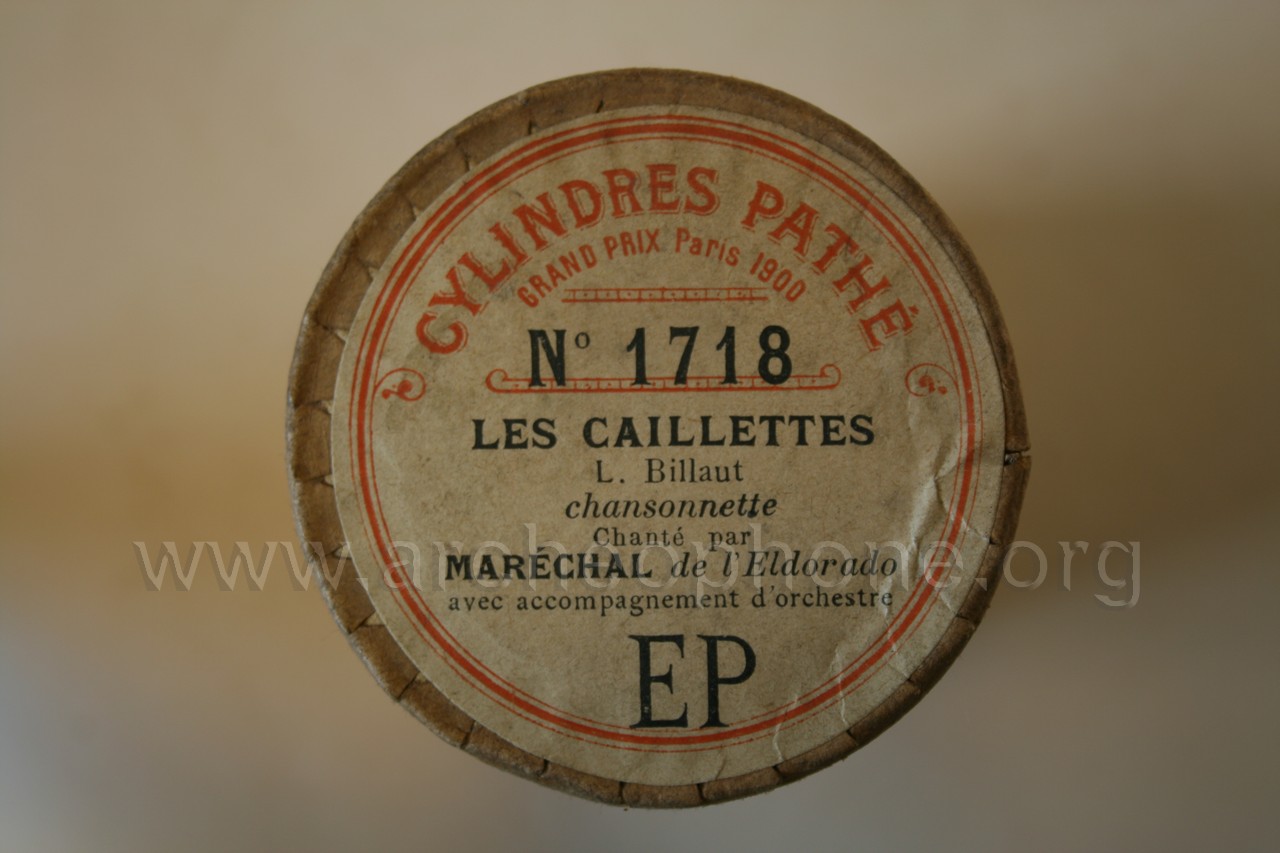 CYLINDRES PATHÉ
GRAND PRIX Paris 1900
Nº 1718
LES CAILLETTES
L. Billaut
chansonnette
Chanté par
MARÉCHAL de l'Eldorado
avec accompagnement d'orchestre
EP
www.archeophone.org